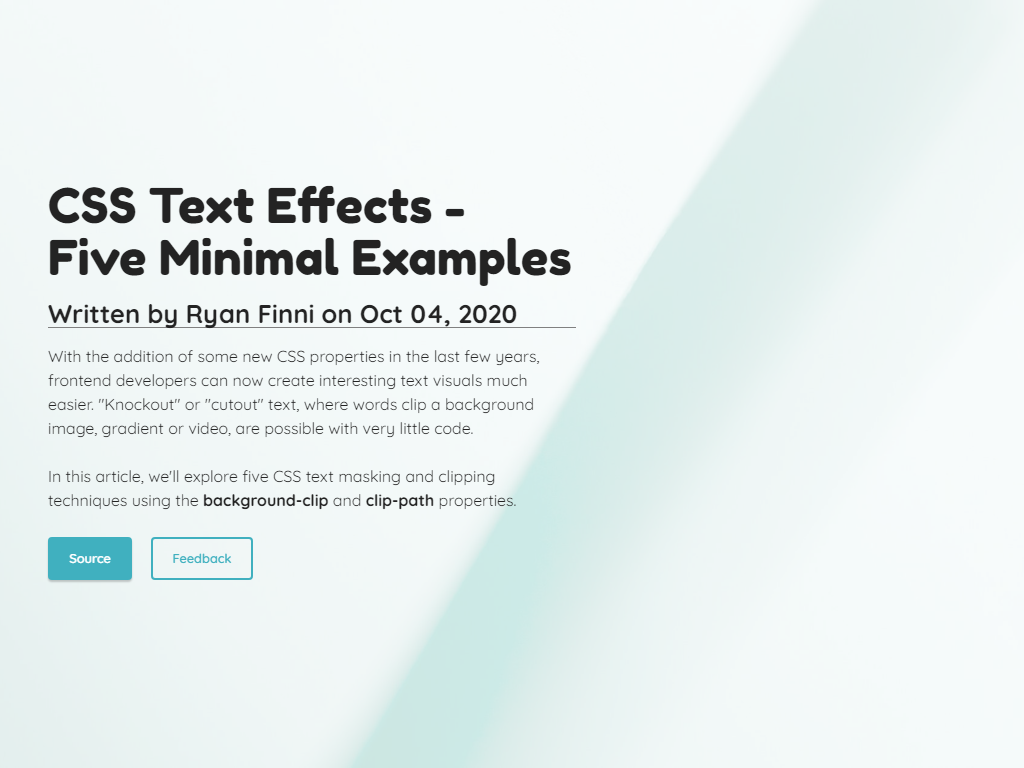 CSS Text Effects -
Five Minimal Examples
Written by Ryan Finni on Oct 04, 2020
With the addition of some new CSS properties in the last few years,
frontend developers can now create interesting text visuals much
easier. "Knockout" or "cutout" text, where words clip a background
image, gradient or video, are possible with very little code.
In this article, we'll explore five CSS text masking and clipping
techniques using the background-clip and clip-path properties.
Source
Feedback